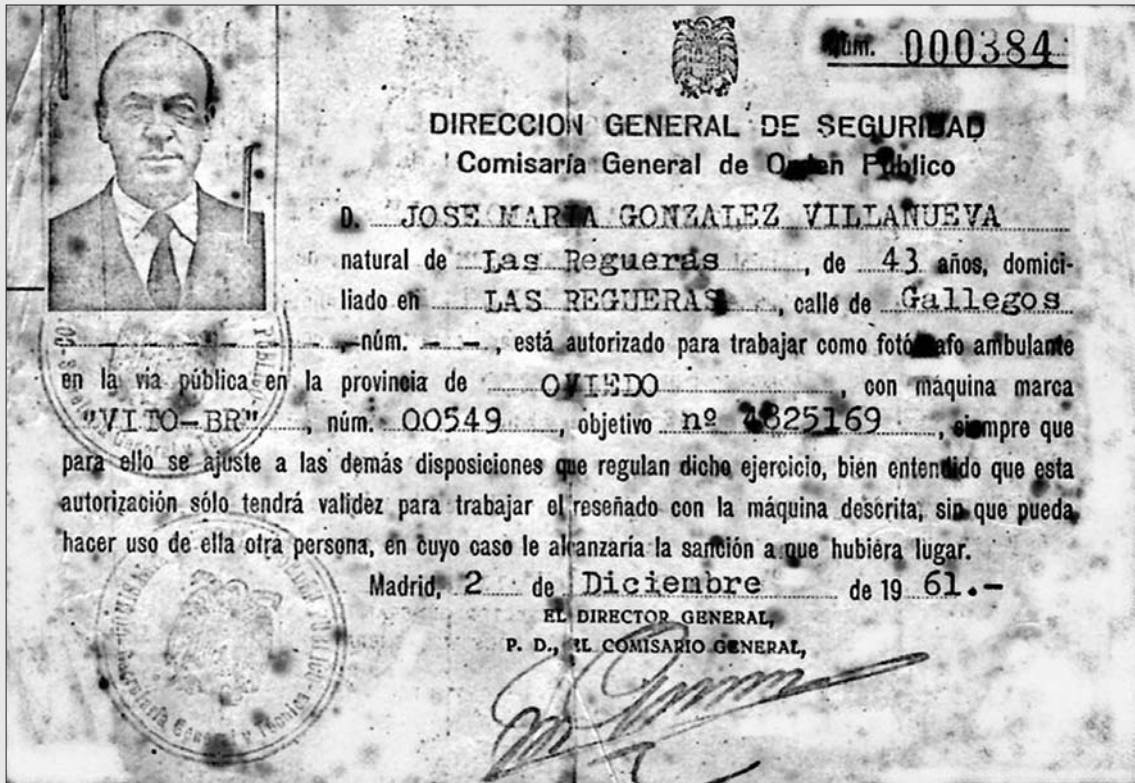 Núm. 000384
DIRECCION GENERAL DE SEGURIDAD
Comisaría General de Orden Público
D. JOSE MARIA GONZALEZ VILLANUEVA
natural de Las Regueras, de 43 años, domici-
liado en LAS REGUERAS, calle de Gallegos
- - - - - - - - -, núm. - - -, está autorizado para trabajar como fotógrafo ambulante
en la vía pública en la provincia de OVIEDO, con máquina marca
"VITO-BR", núm. 00549, objetivo nº 4825169, siempre que
para ello se ajuste a las demás disposiciones que regulan dicho ejercicio, bien entendido que esta
autorización sólo tendrá validez para trabajar el reseñado con la máquina descrita, sin que pueda
hacer uso de ella otra persona, en cuyo caso le alcanzaría la sanción a que hubiera lugar.
Madrid, 2 de Diciembre de 19 61.-
EL DIRECTOR GENERAL,
P. D., EL COMISARIO GENERAL,